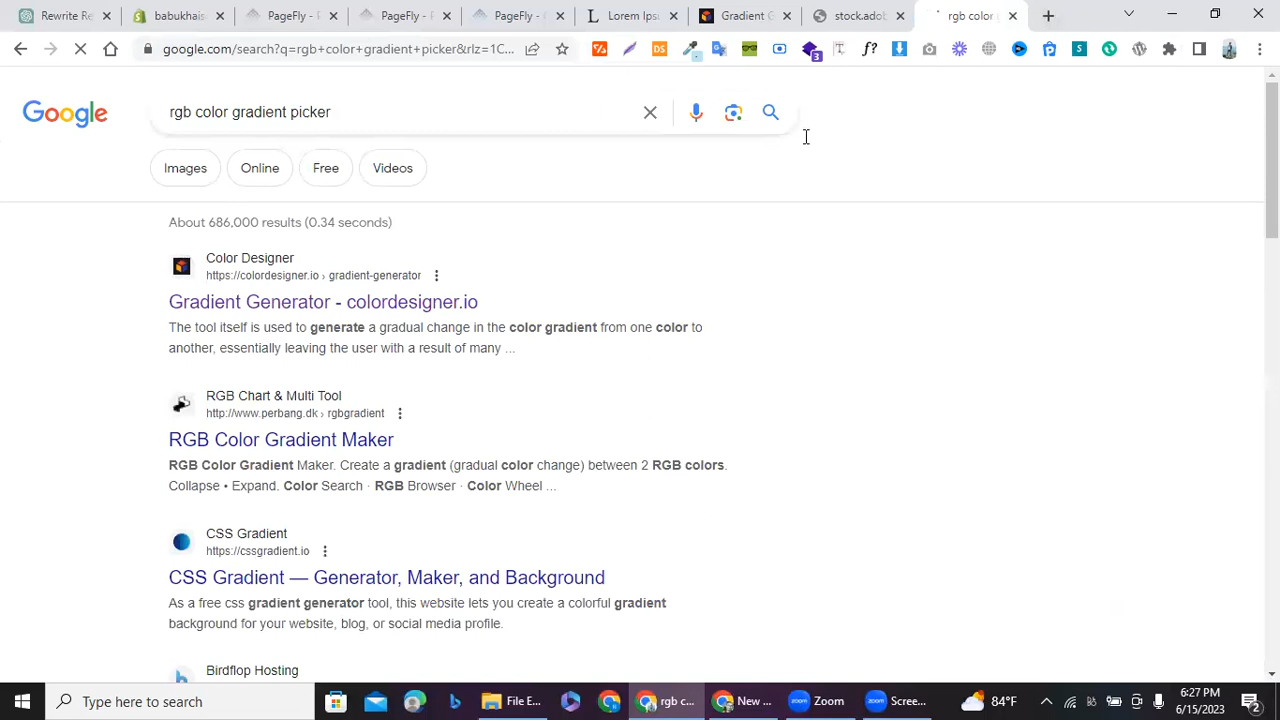 Rewrite Re
babukhais
PageFly -
PageFly -
PageFly -
Lorem Ips
Gradient G
stock.adob
rgb color g
google.com/search?q=rgb+color+gradient+picker&rlz=1C...
Google
rgb color gradient picker
Images
Online
Free
Videos
About 686,000 results (0.34 seconds)
Color Designer
https://colordesigner.io › gradient-generator
Gradient Generator - colordesigner.io
The tool itself is used to generate a gradual change in the color gradient from one color to
another, essentially leaving the user with a result of many ...
RGB Chart & Multi Tool
http://www.perbang.dk › rgbgradient
RGB Color Gradient Maker
RGB Color Gradient Maker. Create a gradient (gradual color change) between 2 RGB colors.
Collapse • Expand. Color Search · RGB Browser · Color Wheel ...
CSS Gradient
https://cssgradient.io
CSS Gradient — Generator, Maker, and Background
As a free css gradient generator tool, this website lets you create a colorful gradient
background for your website, blog, or social media profile.
Birdflop Hosting
Type here to search
File E...
rgb c...
New ...
Zoom
Scree...
84°F
6:27 PM
6/15/2023
2